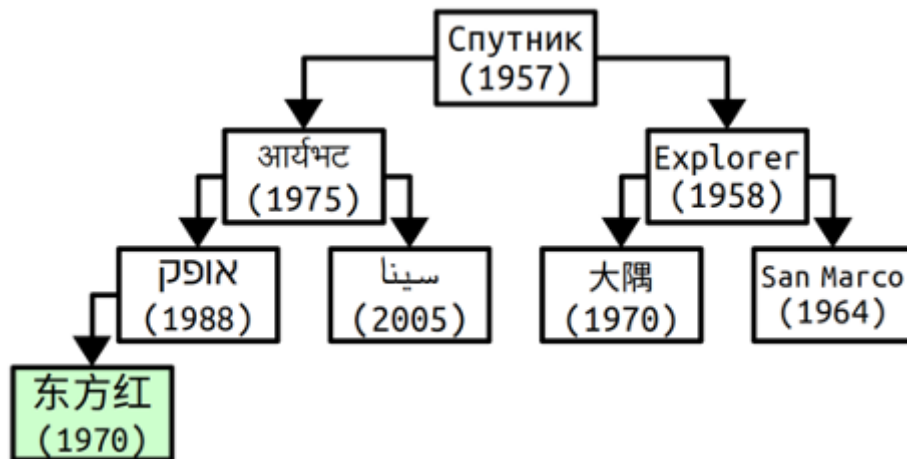 Спутник
(1957)
आर्यभट
(1975)
Explorer
(1958)
אופק
(1988)
سينا
(2005)
大隅
(1970)
San Marco
(1964)
东方红
(1970)